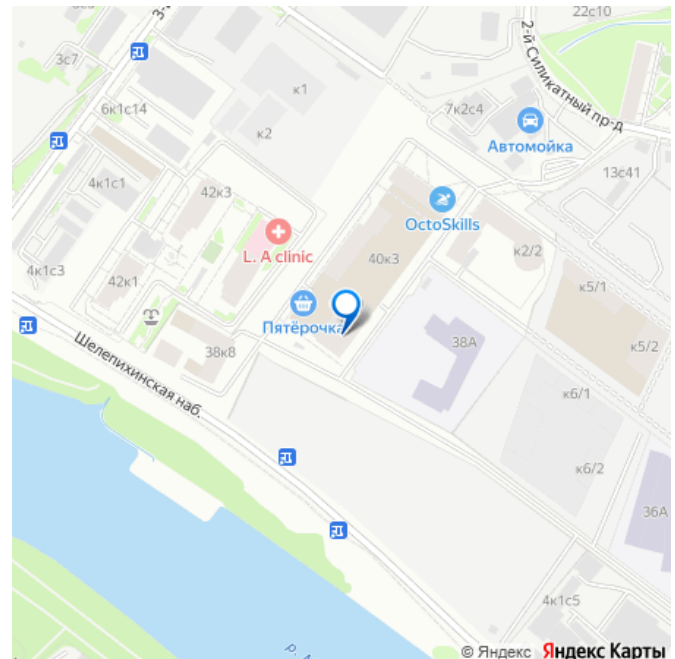 22с10
3с7
6к1с14
к1
к2
7к2с4
2-й Силикатный пр-д
Автомойка
13с41
4к1с1
42к3
OctoSkills
L. A clinic
40к3
к2/2
4к1с3
42к1
к5/1
Пятёрочка
38к8
38А
к5/2
Шелепихинская наб.
к6/1
к6/2
36А
4к1с5
© Яндекс Яндекс Карты